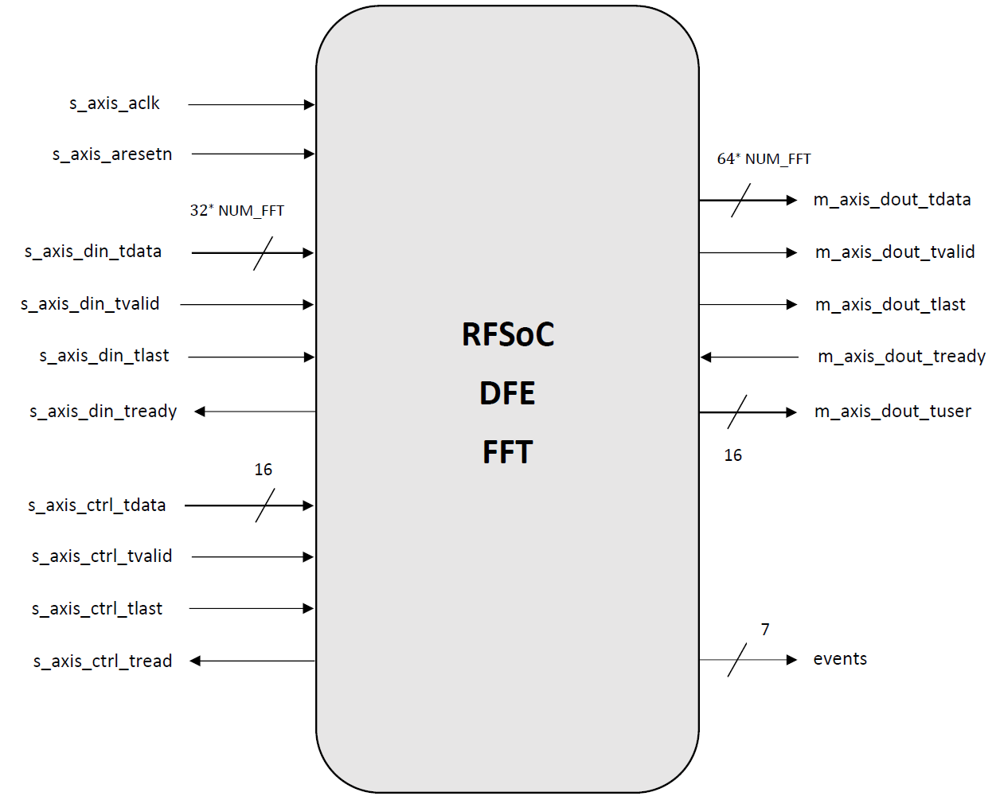 s_axis_aclk
s_axis_aresetn
32* NUM_FFT
s_axis_din_tdata
s_axis_din_tvalid
s_axis_din_tlast
s_axis_din_tready
16
s_axis_ctrl_tdata
s_axis_ctrl_tvalid
s_axis_ctrl_tlast
s_axis_ctrl_tread
RFSoC
DFE
FFT
64* NUM_FFT
m_axis_dout_tdata
m_axis_dout_tvalid
m_axis_dout_tlast
m_axis_dout_tready
m_axis_dout_tuser
16
7
events